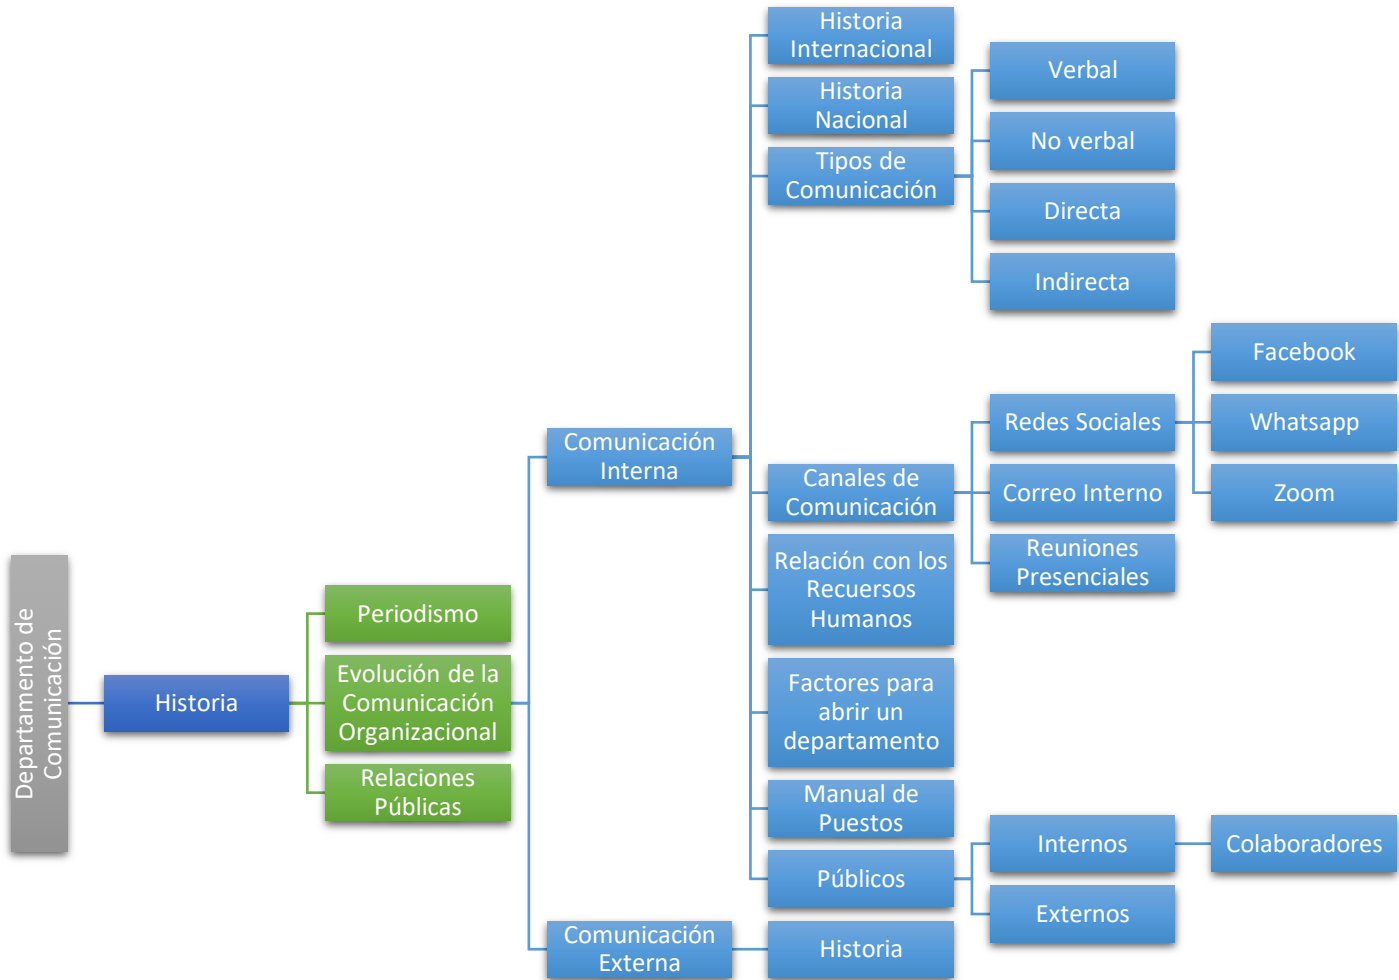 Departamento de
Comunicación
Historia
Periodismo
Evolución de la
Comunicación
Organizacional
Relaciones
Públicas
Comunicación
Interna
Historia
Internacional
Historia
Nacional
Tipos de
Comunicación
Verbal
No verbal
Directa
Indirecta
Canales de
Comunicación
Redes Sociales
Facebook
Whatsapp
Zoom
Correo Interno
Reuniones
Presenciales
Relación con los
Recuersos
Humanos
Factores para
abrir un
departamento
Manual de
Puestos
Públicos
Internos
Colaboradores
Externos
Comunicación
Externa
Historia